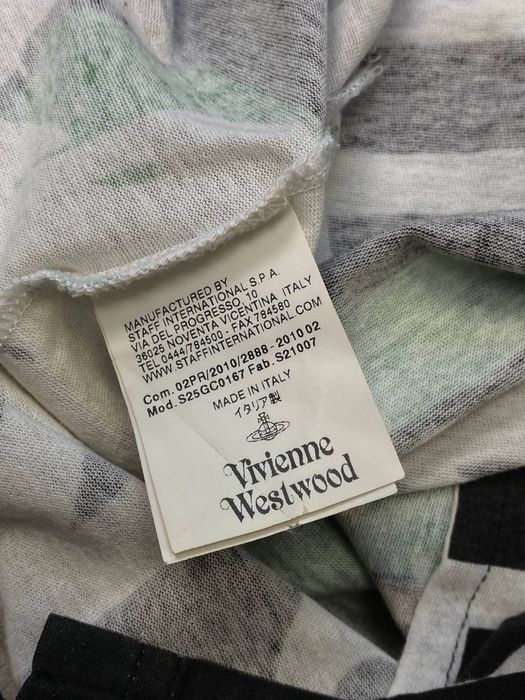 MANUFACTURED BY
STAFF INTERNATIONAL S.P.A.
VIA DEL PROGRESSO, 10
36025 NOVENTA VICENTINA ITALY
TEL 0444/784500 - FAX 784580
WWW.STAFFINTERNATIONAL.COM
Com. 02PR/2010/2888 - 2010 02
Mod. S25GC0167 Fab. S21007
MADE IN ITALY
イタリア製
Vivienne
Westwood